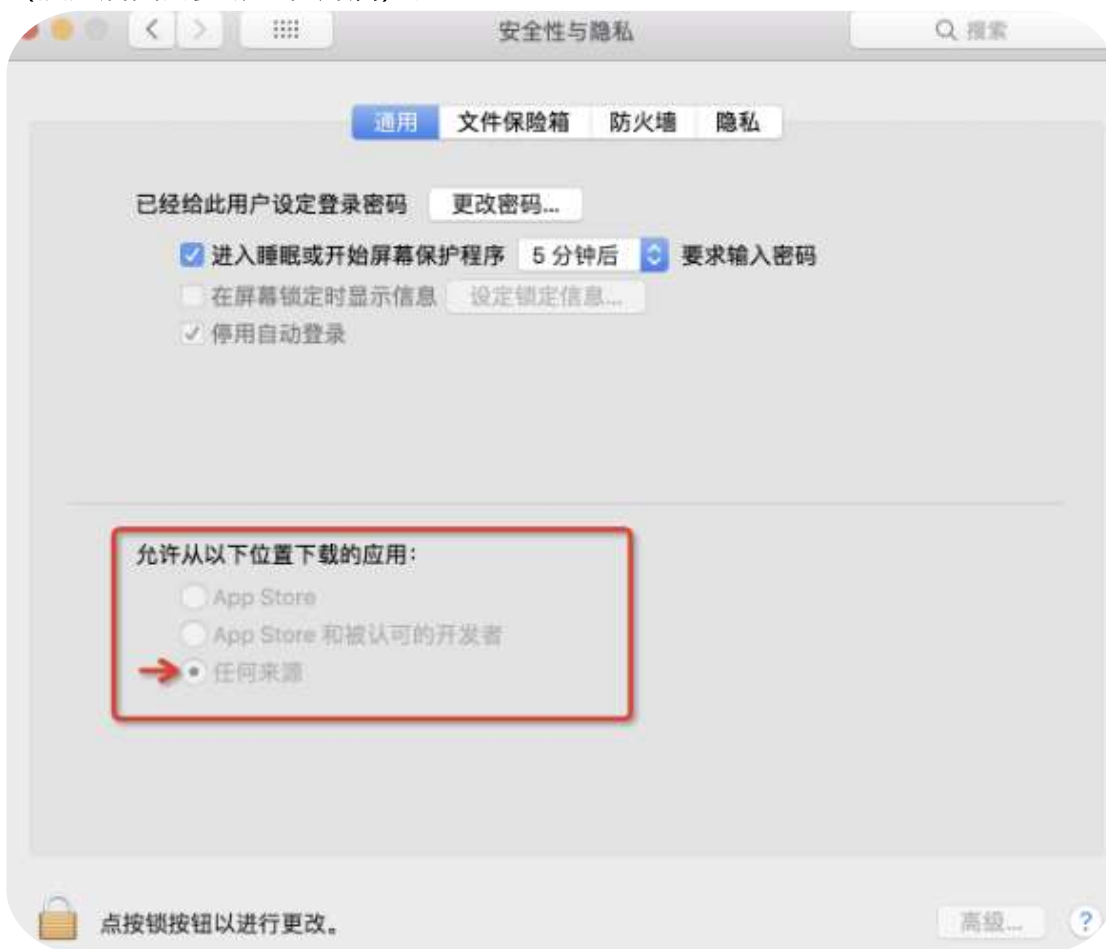 安全性与隐私
搜索
通用 文件保险箱 防火墙 隐私
已经给此用户设定登录密码 更改密码...
进入睡眠或开始屏幕保护程序 5 分钟后 要求输入密码
在屏幕锁定时显示信息 设定锁定信息...
停用自动登录
允许从以下位置下载的应用：
App Store
App Store 和被认可的开发者
任何来源
点按锁按钮以进行更改。
高级... ?